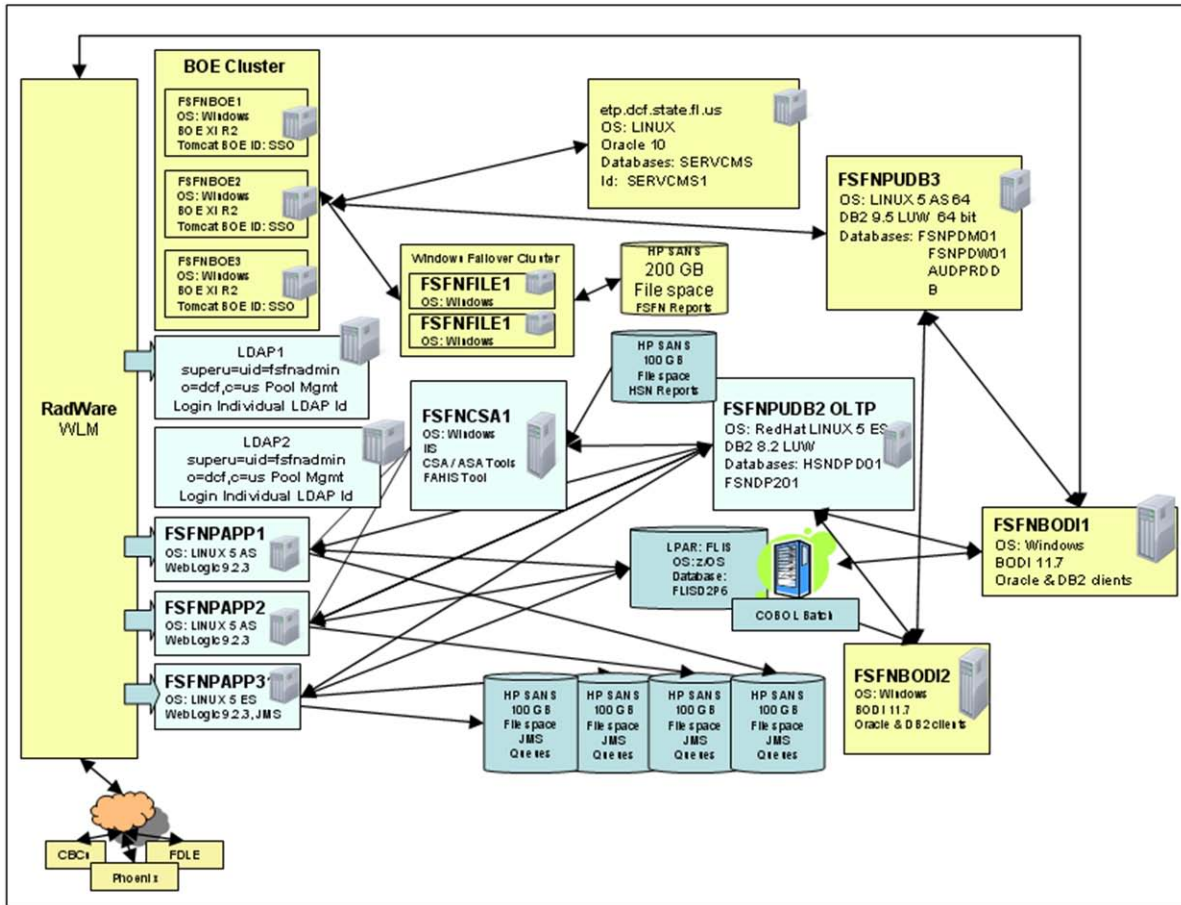 BOE Cluster
FSFNBOE1
OS: Windows
BOE XI R2
Tomcat BOE ID: SSO
FSFNBOE2
OS: Windows
BOE XI R2
Tomcat BOE ID: SSO
FSFNBOE3
OS: Windows
BOE XI R2
Tomcat BOE ID: SSO
etp.dcf.state.fl.us
OS: LINUX
Oracle 10
Databases: SERVCMS
Id: SERVCMS1
FSFNPUDB3
OS: LINUX 5 AS 64
DB2 9.5 LUW 64 bit
Databases: FSNPDM01
FSNPDW01
AUDPRDD
B
Window Failover Cluster
FSFNFILE1
OS: Windows
FSFNFILE1
OS: Windows
HP SANS
200 GB
File space
FSFN Reports
RadWare
WLM
LDAP1
superu=uid=fsfnadmin
o=dcf,c=us Pool Mgmt
Login Individual LDAP Id
LDAP2
superu=uid=fsfnadmin
o=dcf,c=us Pool Mgmt
Login Individual LDAP Id
FSFNCSA1
OS: Windows
IIS
CSA / ASA Tools
FAHIS Tool
HP SANS
100 GB
File space
HSN Reports
FSFNPUDB2 OLTP
OS: RedHat LINUX 5 ES
DB2 8.2 LUW
Databases: HSNDPD01
FSNDP201
FSFNPAPP1
OS: LINUX 5 AS
WebLogic 9.2.3
FSFNPAPP2
OS: LINUX 5 AS
WebLogic 9.2.3
FSFNPAPP3
OS: LINUX 5 ES
WebLogic 9.2.3, JMS
LPAR: FLIS
OS: z/OS
Database:
FLISD2P6
COBOL Batch
FSFNBODI1
OS: Windows
BODI 11.7
Oracle & DB2 clients
FSFNBODI2
OS: Windows
BODI 11.7
Oracle & DB2 clients
HP SANS
100 GB
File space
JMS
Queues
HP SANS
100 GB
File space
JMS
Queues
HP SANS
100 GB
File space
JMS
Queues
HP SANS
100 GB
File space
JMS
Queues
CBCs
FDLE
Phoenix